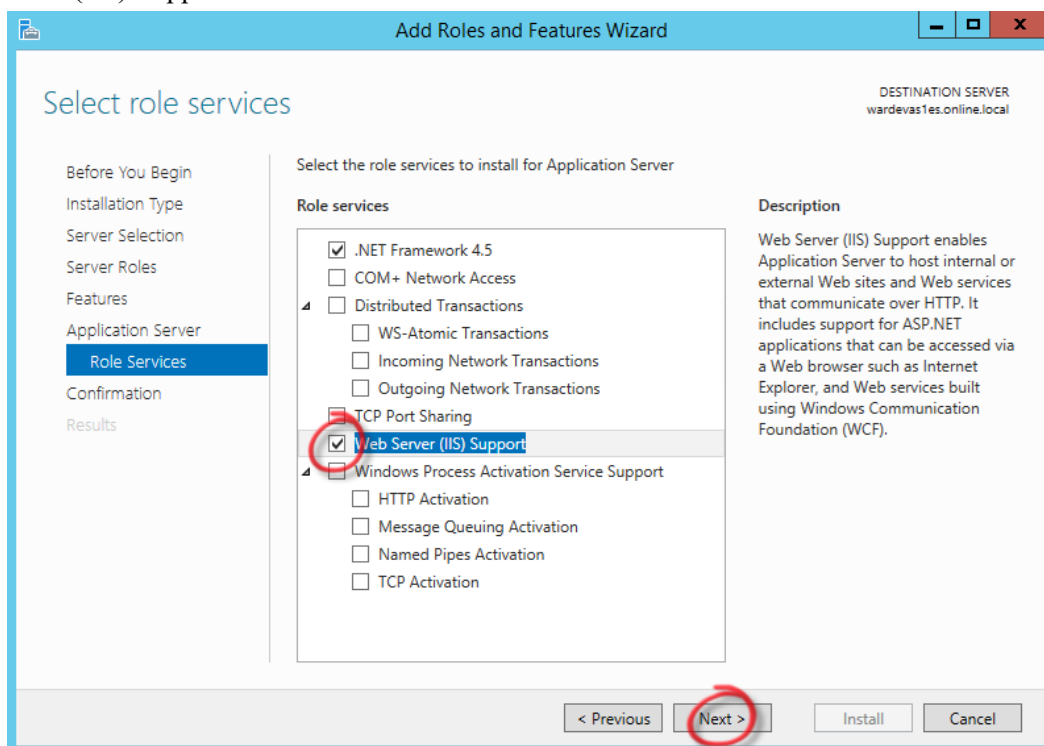 Add Roles and Features Wizard
Select role services
DESTINATION SERVER
wardevas1es.online.local
Before You Begin
Installation Type
Server Selection
Server Roles
Features
Application Server
Role Services
Confirmation
Results
Select the role services to install for Application Server
Role services
.NET Framework 4.5
COM+ Network Access
Distributed Transactions
WS-Atomic Transactions
Incoming Network Transactions
Outgoing Network Transactions
TCP Port Sharing
Web Server (IIS) Support
Windows Process Activation Service Support
HTTP Activation
Message Queuing Activation
Named Pipes Activation
TCP Activation
Description
Web Server (IIS) Support enables
Application Server to host internal or
external Web sites and Web services
that communicate over HTTP. It
includes support for ASP.NET
applications that can be accessed via
a Web browser such as Internet
Explorer, and Web services built
using Windows Communication
Foundation (WCF).
< Previous
Next >
Install
Cancel